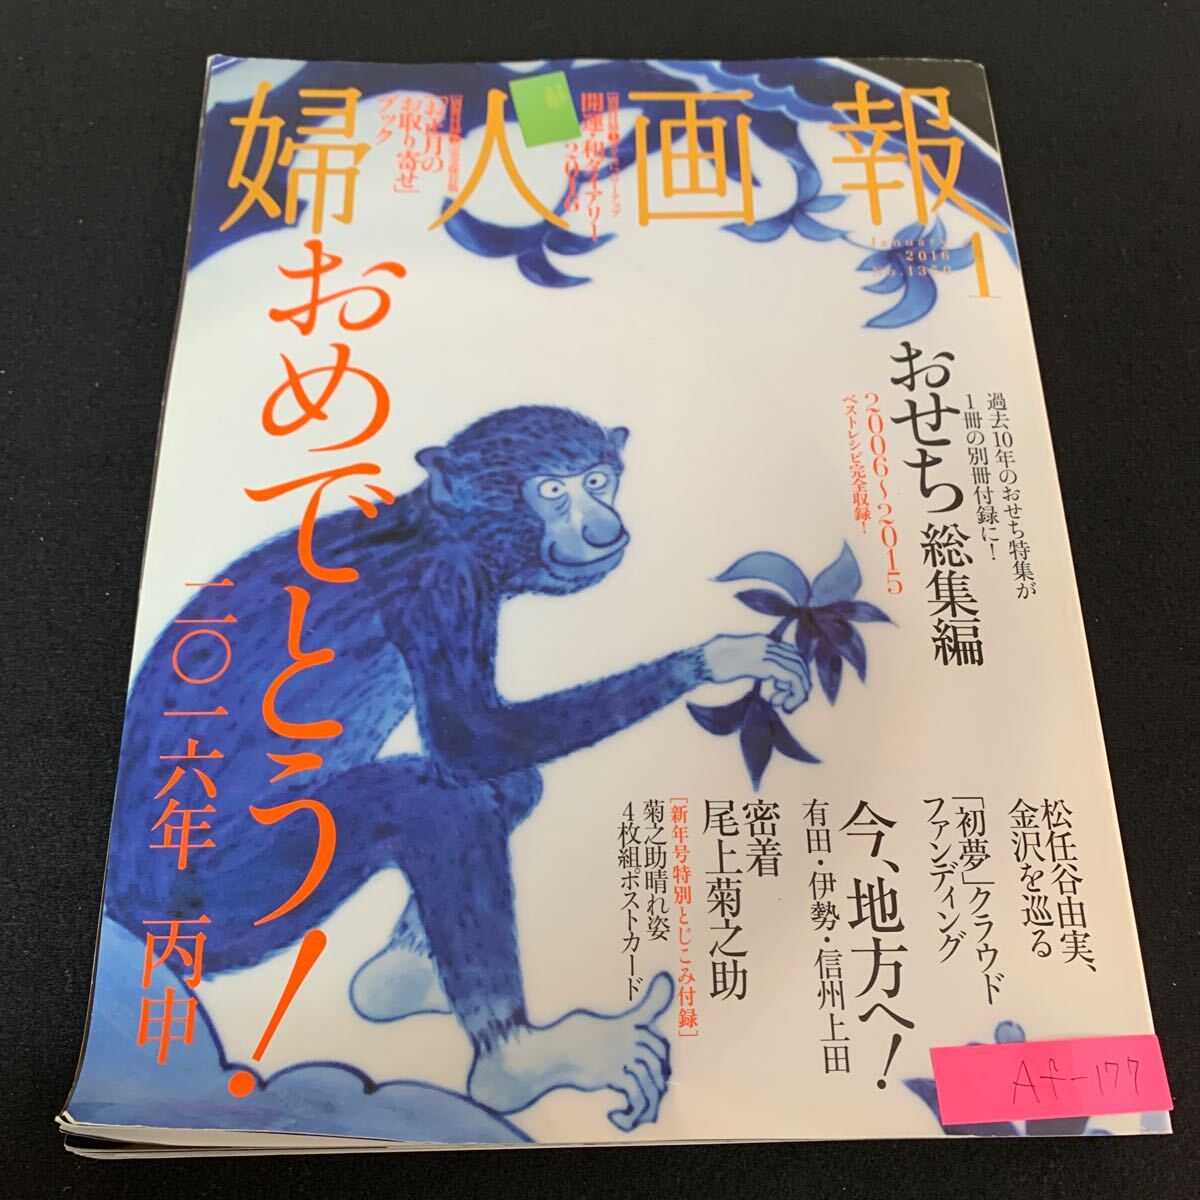 婦人画報
1
January
2016
No.1350
開運・和ダイアリー
2016
「お正月の
お取り寄せ」
ブック
おめでとう!
二〇一六年 丙申
過去10年のおせち特集が
1冊の別冊付録に!
おせち総集編
2006〜2015
ベストレシピ完全収録!
松任谷由実、
金沢を巡る
「初夢」クラウド
ファンディング
今、地方へ!
有田・伊勢・信州上田
密着
尾上菊之助
[新年号特別とじこみ付録]
菊之助晴れ姿
4枚組ポストカード
Af-177